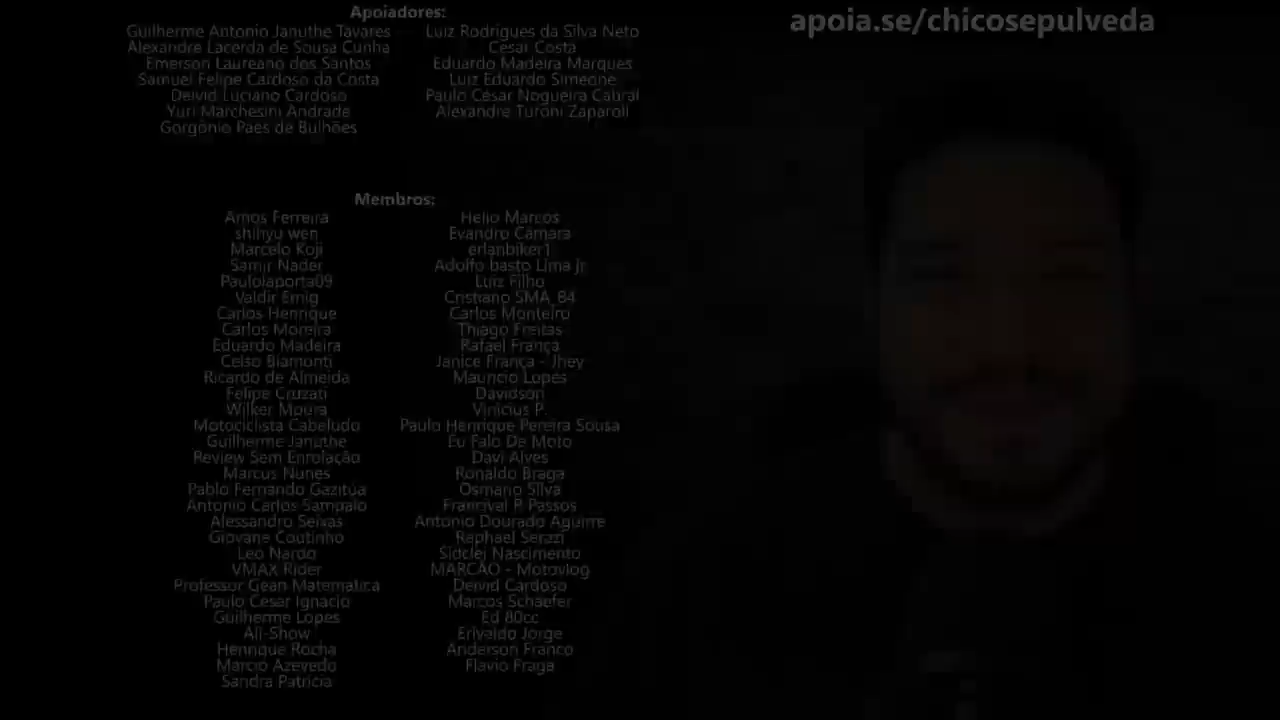 Apoiadores:
Guilherme Antonio Januthe Tavares
Alexandre Lacerda de Sousa Cunha
Emerson Laureano dos Santos
Samuel Felipe Cardoso da Costa
Deivid Luciano Cardoso
Yuri Marchesini Andrade
Gorgônio Paes de Bulhões
Luiz Rodrigues da Silva Neto
Cesar Costa
Eduardo Madeira Marques
Luiz Eduardo Simeone
Paulo César Nogueira Cabral
Alexandre Turoni Zaparoli
apoia.se/chicosepulveda
Membros:
Amos Ferreira
shihyu wen
Marcelo Koji
Samir Nader
Paulolaporta09
Valdir Emig
Carlos Henrique
Carlos Moreira
Eduardo Madeira
Celso Biamonti
Ricardo de Almeida
Felipe Cruzati
Wilker Moura
Motociclista Cabeludo
Guilherme Januthe
Review Sem Enrolação
Marcus Nunes
Pablo Fernando Gazitúa
Antonio Carlos Sampaio
Alessandro Seixas
Giovane Coutinho
Leo Nardo
VMAX Rider
Professor Gean Matematica
Paulo Cesar Ignacio
Guilherme Lopes
Ali-Show
Henrique Rocha
Marcio Azevedo
Sandra Patricia
Helio Marcos
Evandro Câmara
erlanbiker1
Adolfo basto Lima jr
Luiz Filho
Cristiano SMA_84
Carlos Monteiro
Thiago Freitas
Rafael França
Janice França - Jhey
Mauricio Lopes
Davidson
Vinicius P.
Paulo Henrique Pereira Sousa
Eu Falo De Moto
Davi Alves
Ronaldo Braga
Osmano Silva
Francival R Passos
Antonio Dourado Aguirre
Raphael Serazi
Sidclei Nascimento
MARCÃO - Motovlog
Deivid Cardoso
Marcos Schaefer
Ed 80cc
Erivaldo Jorge
Anderson Franco
Flavio Fraga